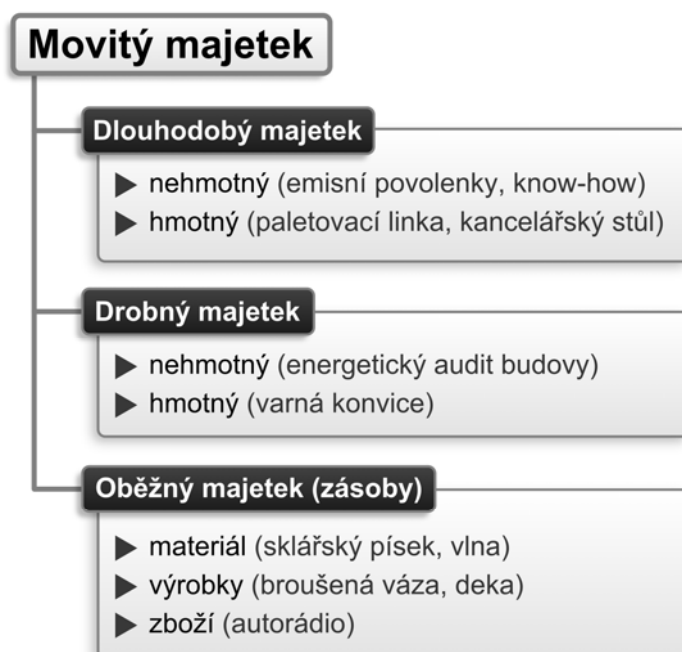 Movitý majetek
Dlouhodobý majetek
nehmotný (emisní povolenky, know-how)
hmotný (paletovací linka, kancelářský stůl)
Drobný majetek
nehmotný (energetický audit budovy)
hmotný (varná konvice)
Oběžný majetek (zásoby)
materiál (sklářský písek, vlna)
výrobky (broušená váza, deka)
zboží (autorádio)